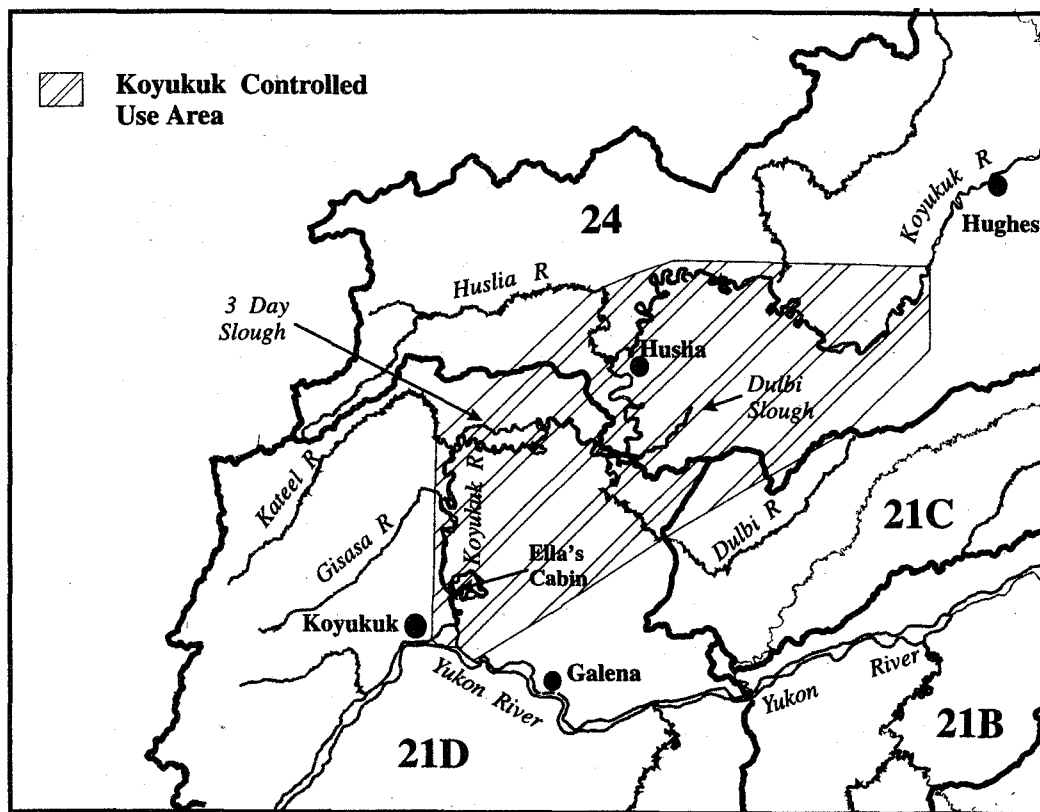 Koyukuk Controlled
Use Area
Koyukuk R
Hughes
24
Huslia R
3 Day
Slough
Huslia
Dulbi
Slough
Kateel R
Koyukuk R
21C
Gisasa R
Dulbi R
Ella's
Cabin
Koyukuk
Galena
Yukon River
Yukon
River
21D
21B